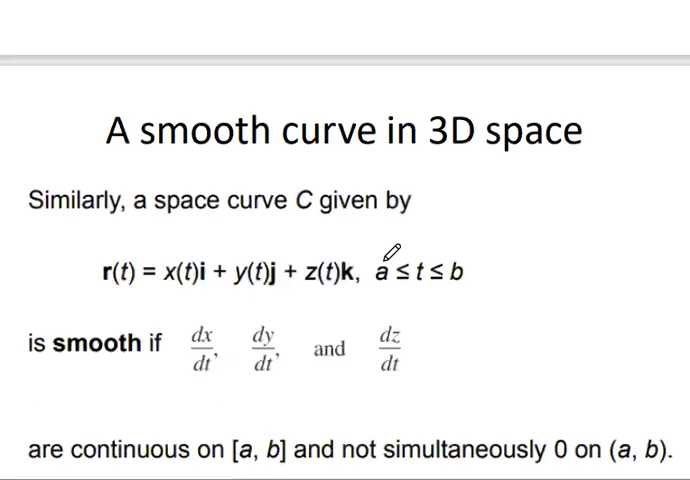 A smooth curve in 3D space
Similarly, a space curve C given by
r(t) = x(t)i + y(t)j + z(t)k, a ≤ t ≤ b
is smooth if dx/dt, dy/dt, and dz/dt
are continuous on [a, b] and not simultaneously 0 on (a, b).